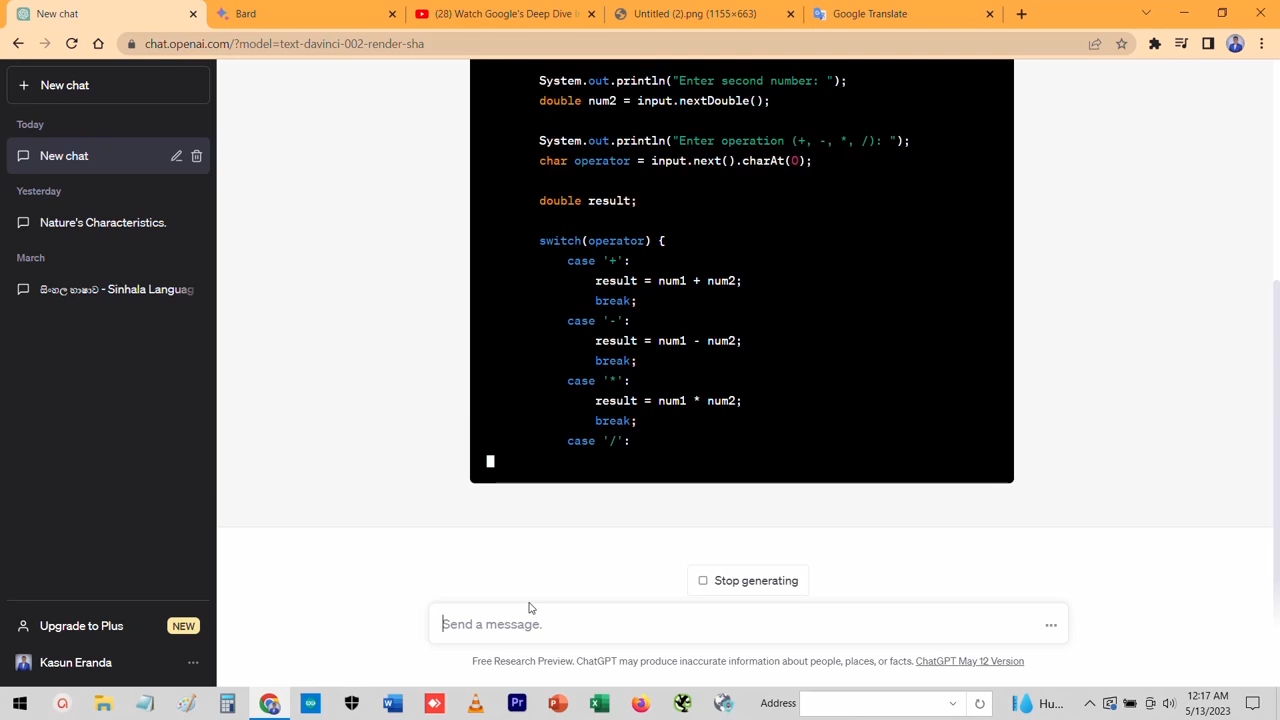 New chat
Bard
(28) Watch Google's Deep Dive I
Untitled (2).png (1155×663)
Google Translate
chat.openai.com/?model=text-davinci-002-render-sha
New chat
Today
New chat
Yesterday
Nature's Characteristics.
March
සිංහල භාෂාව - Sinhala Languag
Upgrade to Plus
NEW
Kasun Eranda
System.out.println("Enter second number: ");
double num2 = input.nextDouble();
System.out.println("Enter operation (+, -, *, /): ");
char operator = input.next().charAt(0);
double result;
switch(operator) {
case '+':
result = num1 + num2;
break;
case '-':
result = num1 - num2;
break;
case '*':
result = num1 * num2;
break;
case '/':
Stop generating
Send a message.
Free Research Preview. ChatGPT may produce inaccurate information about people, places, or facts. ChatGPT May 12 Version
Address
Hu...
12:17 AM
5/13/2023